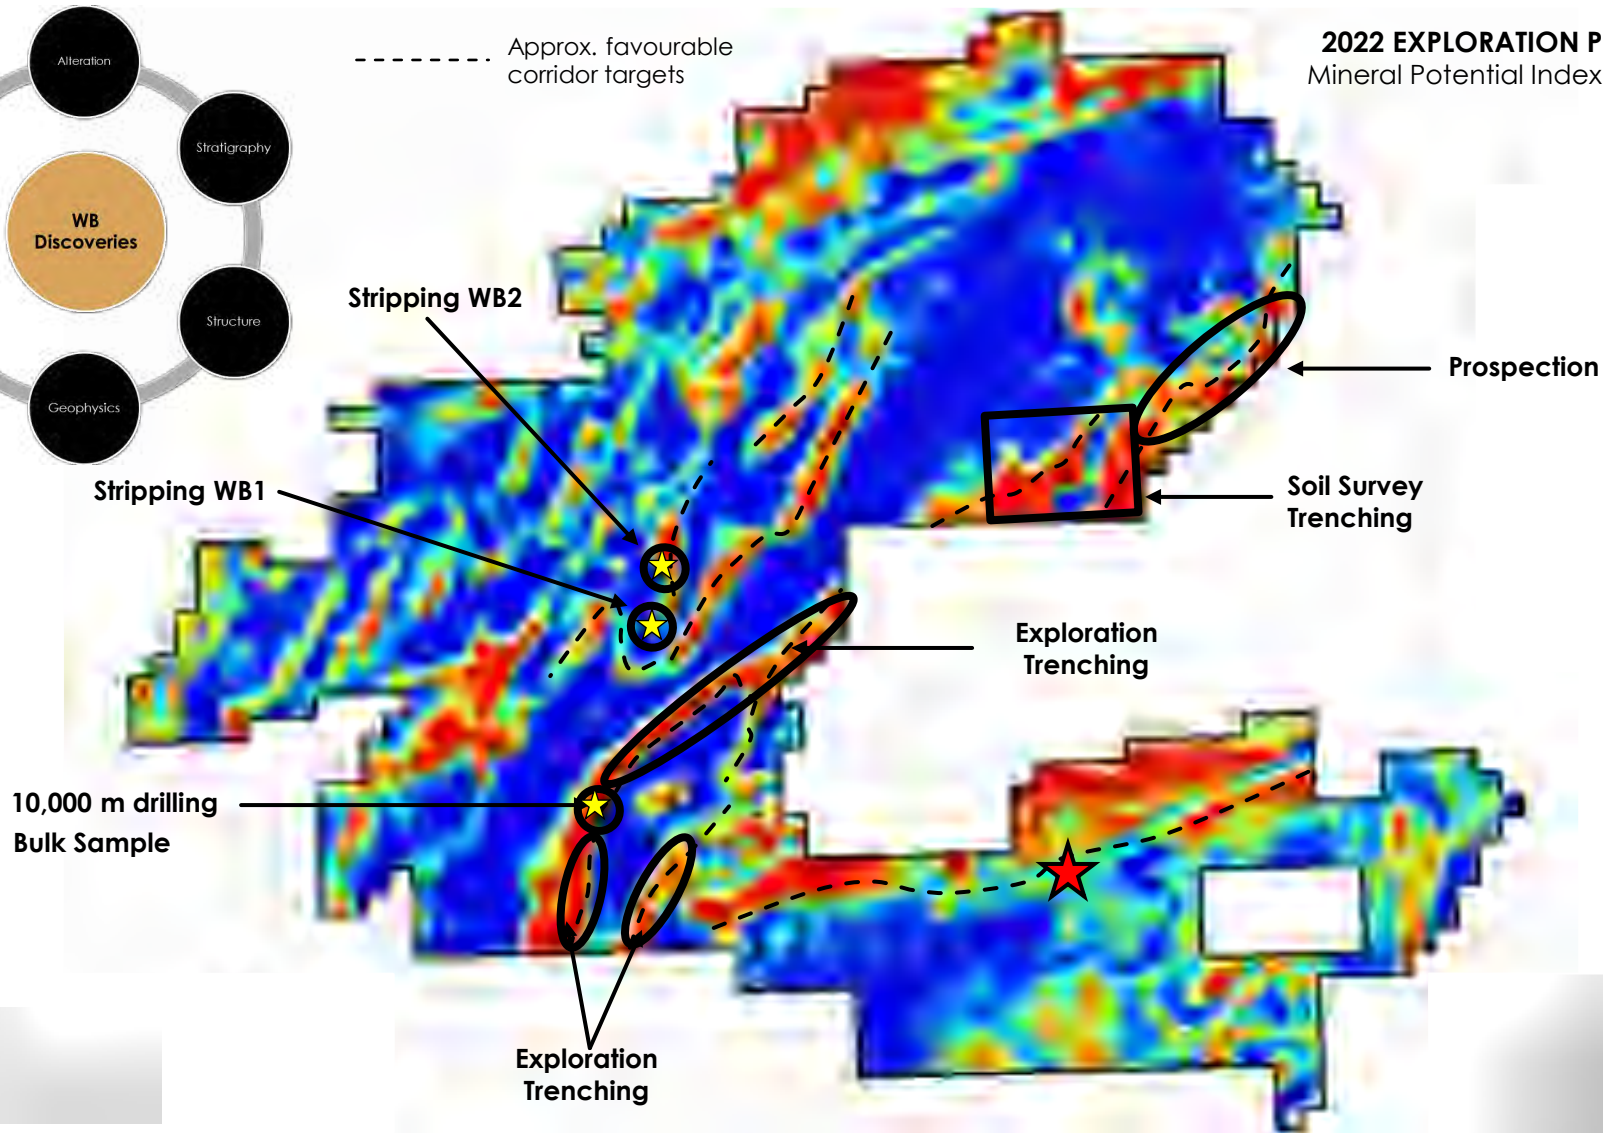 Alteration
Stratigraphy
WB
Discoveries
Structure
Geophysics
Approx. favourable
corridor targets
2022 EXPLORATION P
Mineral Potential Index
Stripping WB2
Prospection
Stripping WB1
Soil Survey
Trenching
Exploration
Trenching
10,000 m drilling
Bulk Sample
Exploration
Trenching